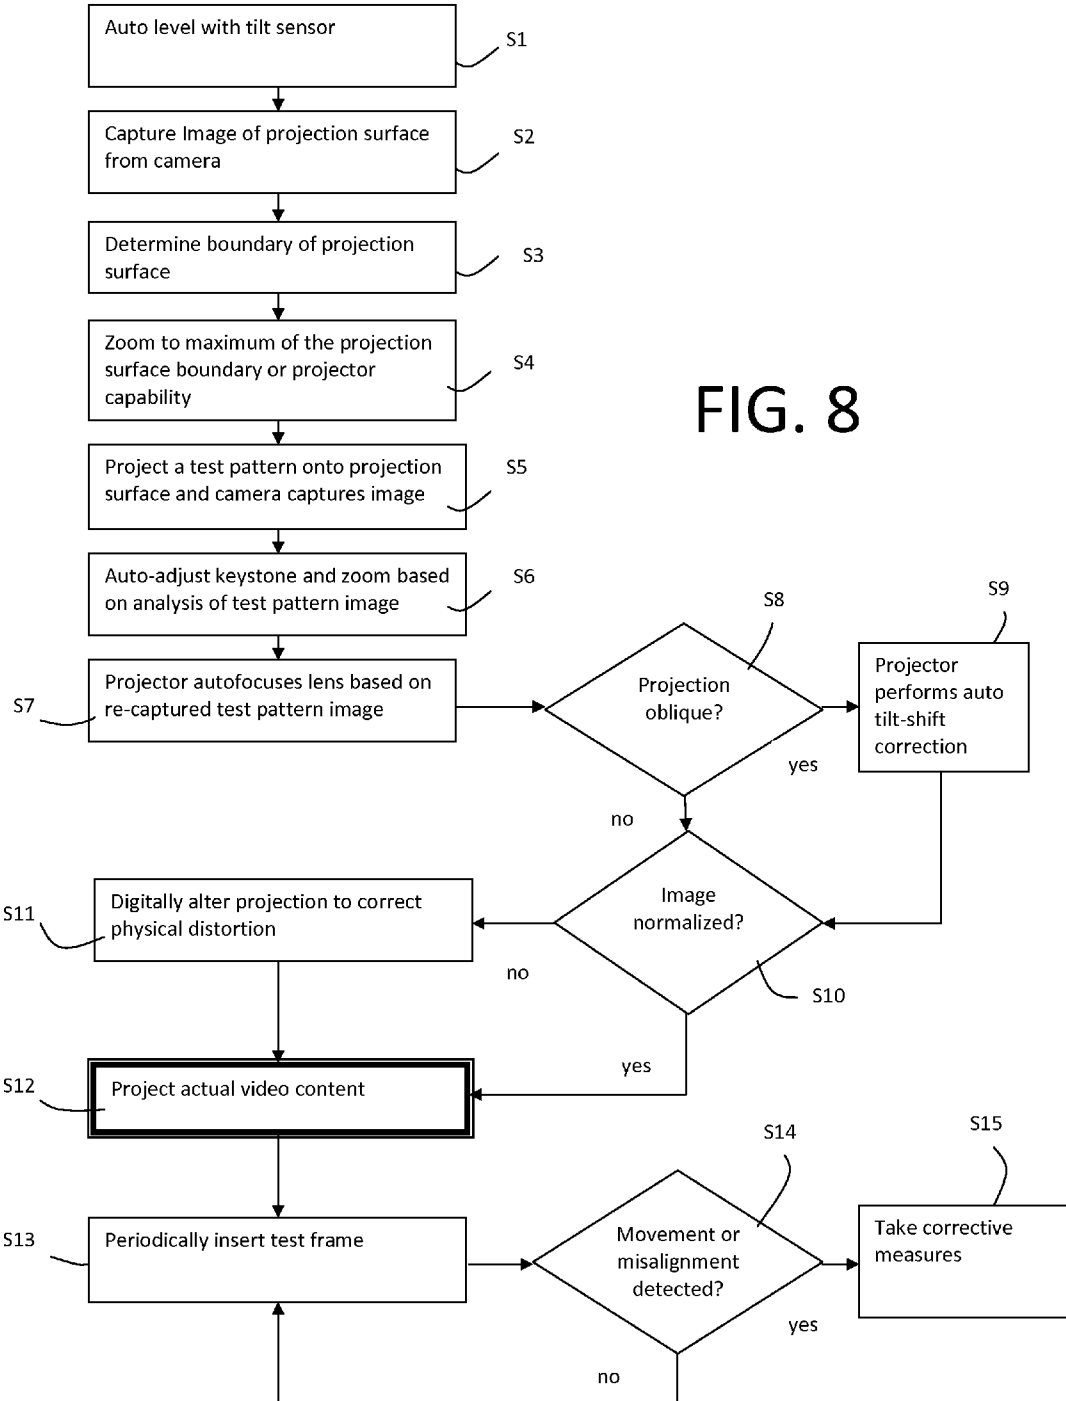 Auto level with tilt sensor
S1
Capture Image of projection surface
from camera
S2
Determine boundary of projection
surface
S3
Zoom to maximum of the projection
surface boundary or projector
capability
S4
FIG. 8
Project a test pattern onto projection
surface and camera captures image
S5
Auto-adjust keystone and zoom based
on analysis of test pattern image
S6
Projector autofocuses lens based on
re-captured test pattern image
S7
Projection
oblique?
S8
yes
no
Projector
performs auto
tilt-shift
correction
S9
Image
normalized?
S10
no
yes
Digitally alter projection to correct
physical distortion
S11
Project actual video content
S12
Periodically insert test frame
S13
Movement or
misalignment
detected?
S14
yes
no
Take corrective
measures
S15